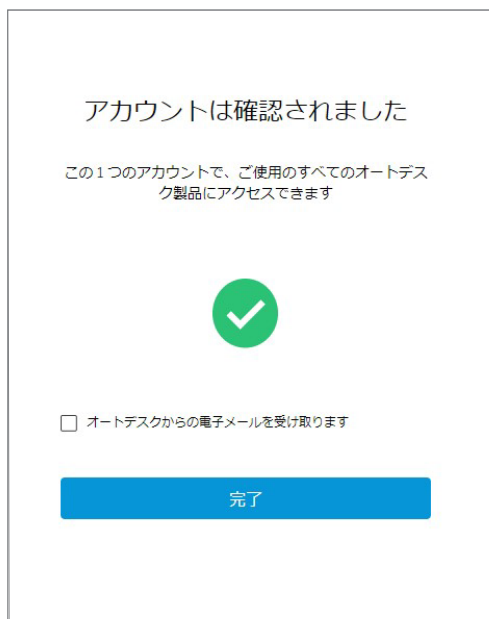 アカウントは確認されました
この１つのアカウントで、ご使用のすべてのオートデス
ク製品にアクセスできます
オートデスクからの電子メールを受け取ります
完了